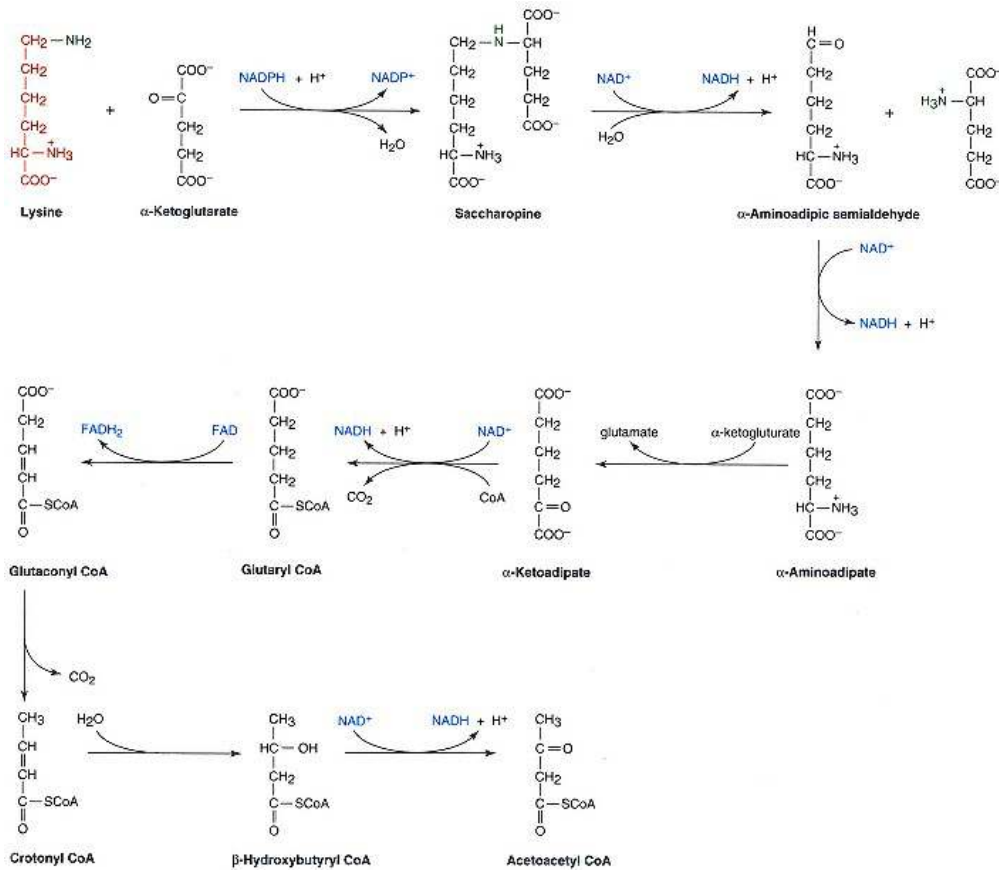 CH₂—NH₂
CH₂
CH₂
CH₂
CH—NH₃⁺
COO⁻
Lysine
+
COO⁻
O=C
CH₂
CH₂
COO⁻
α-Ketoglutarate
NADPH + H⁺
NADP⁺
H₂O
COO⁻
H
CH₂—N—CH
CH₂ CH₂
CH₂ CH₂
CH₂ COO⁻
CH—NH₃⁺
COO⁻
Saccharopine
NAD⁺
NADH + H⁺
H₂O
H
C=O
CH₂
CH₂
CH₂
CH—NH₃⁺
COO⁻
α-Aminoadipic semialdehyde
+
COO⁻
H₃N⁺—CH
CH₂
CH₂
COO⁻
NAD⁺
NADH + H⁺
COO⁻
CH₂
CH
CH
C—SCoA
O
Glutaconyl CoA
FADH₂
FAD
COO⁻
CH₂
CH₂
CH₂
C—SCoA
O
Glutaryl CoA
NADH + H⁺
NAD⁺
CO₂
CoA
COO⁻
CH₂
CH₂
CH₂
C=O
COO⁻
α-Ketoadipate
glutamate
α-ketogluturate
COO⁻
CH₂
CH₂
CH₂
HC—NH₃⁺
COO⁻
α-Aminoadipate
CO₂
CH₃
CH
CH
C—SCoA
O
Crotonyl CoA
H₂O
CH₃
HC—OH
CH₂
C—SCoA
O
β-Hydroxybutyryl CoA
NAD⁺
NADH + H⁺
CH₃
C=O
CH₂
C—SCoA
O
Acetoacetyl CoA